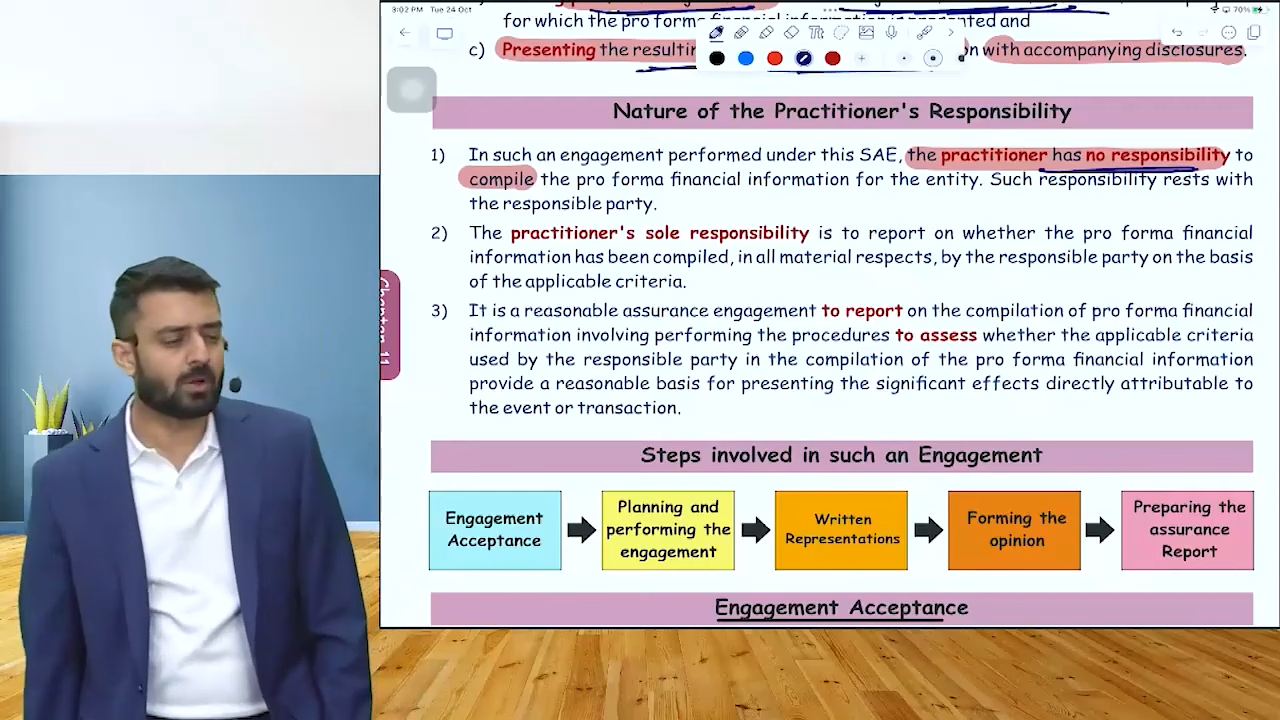 3:02 PM Tue 24 Oct
70%
for which the pro forma financial information is presented and
c) Presenting the resulting on with accompanying disclosures.
Nature of the Practitioner's Responsibility
1) In such an engagement performed under this SAE, the practitioner has no responsibility to
compile the pro forma financial information for the entity. Such responsibility rests with
the responsible party.
2) The practitioner's sole responsibility is to report on whether the pro forma financial
information has been compiled, in all material respects, by the responsible party on the basis
of the applicable criteria.
Chapter 11
3) It is a reasonable assurance engagement to report on the compilation of pro forma financial
information involving performing the procedures to assess whether the applicable criteria
used by the responsible party in the compilation of the pro forma financial information
provide a reasonable basis for presenting the significant effects directly attributable to
the event or transaction.
Steps involved in such an Engagement
Engagement
Acceptance
Planning and
performing the
engagement
Written
Representations
Forming the
opinion
Preparing the
assurance
Report
Engagement Acceptance